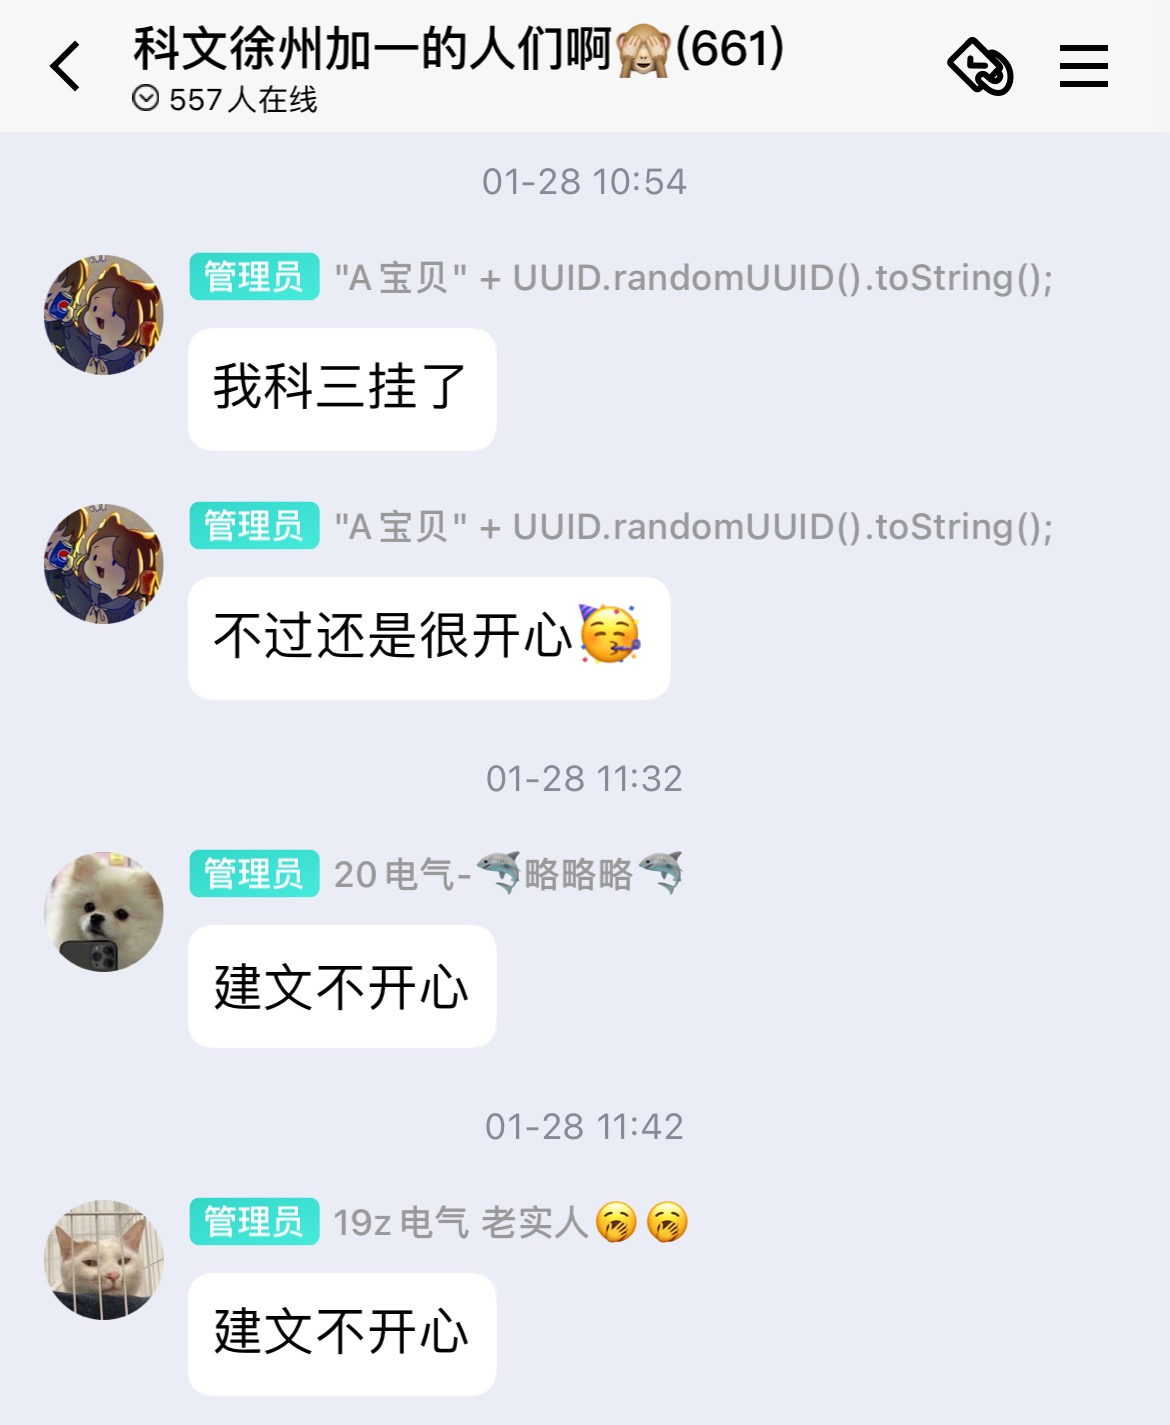 科文徐州加一的人们啊🙈(661)
557人在线
01-28 10:54
管理员 "A宝贝" + UUID.randomUUID().toString();
我科三挂了
管理员 "A宝贝" + UUID.randomUUID().toString();
不过还是很开心🥳
01-28 11:32
管理员 20电气-🦈略略略🦈
建文不开心
01-28 11:42
管理员 19z电气 老实人🥱🥱
建文不开心